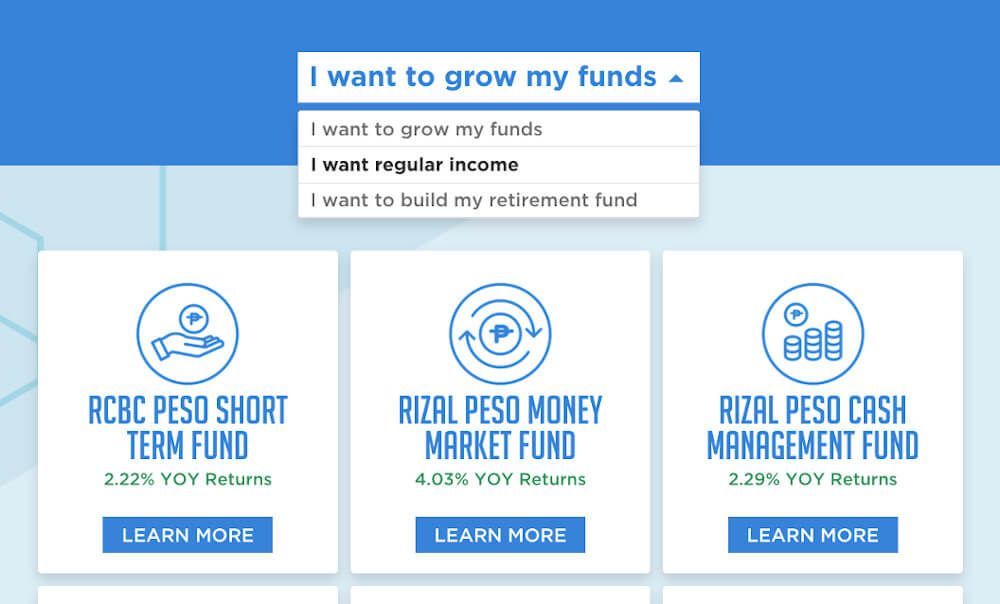 I want to grow my funds
I want to grow my funds
I want regular income
I want to build my retirement fund
RCBC PESO SHORT
TERM FUND
2.22% YOY Returns
LEARN MORE
RIZAL PESO MONEY
MARKET FUND
4.03% YOY Returns
LEARN MORE
RIZAL PESO CASH
MANAGEMENT FUND
2.29% YOY Returns
LEARN MORE